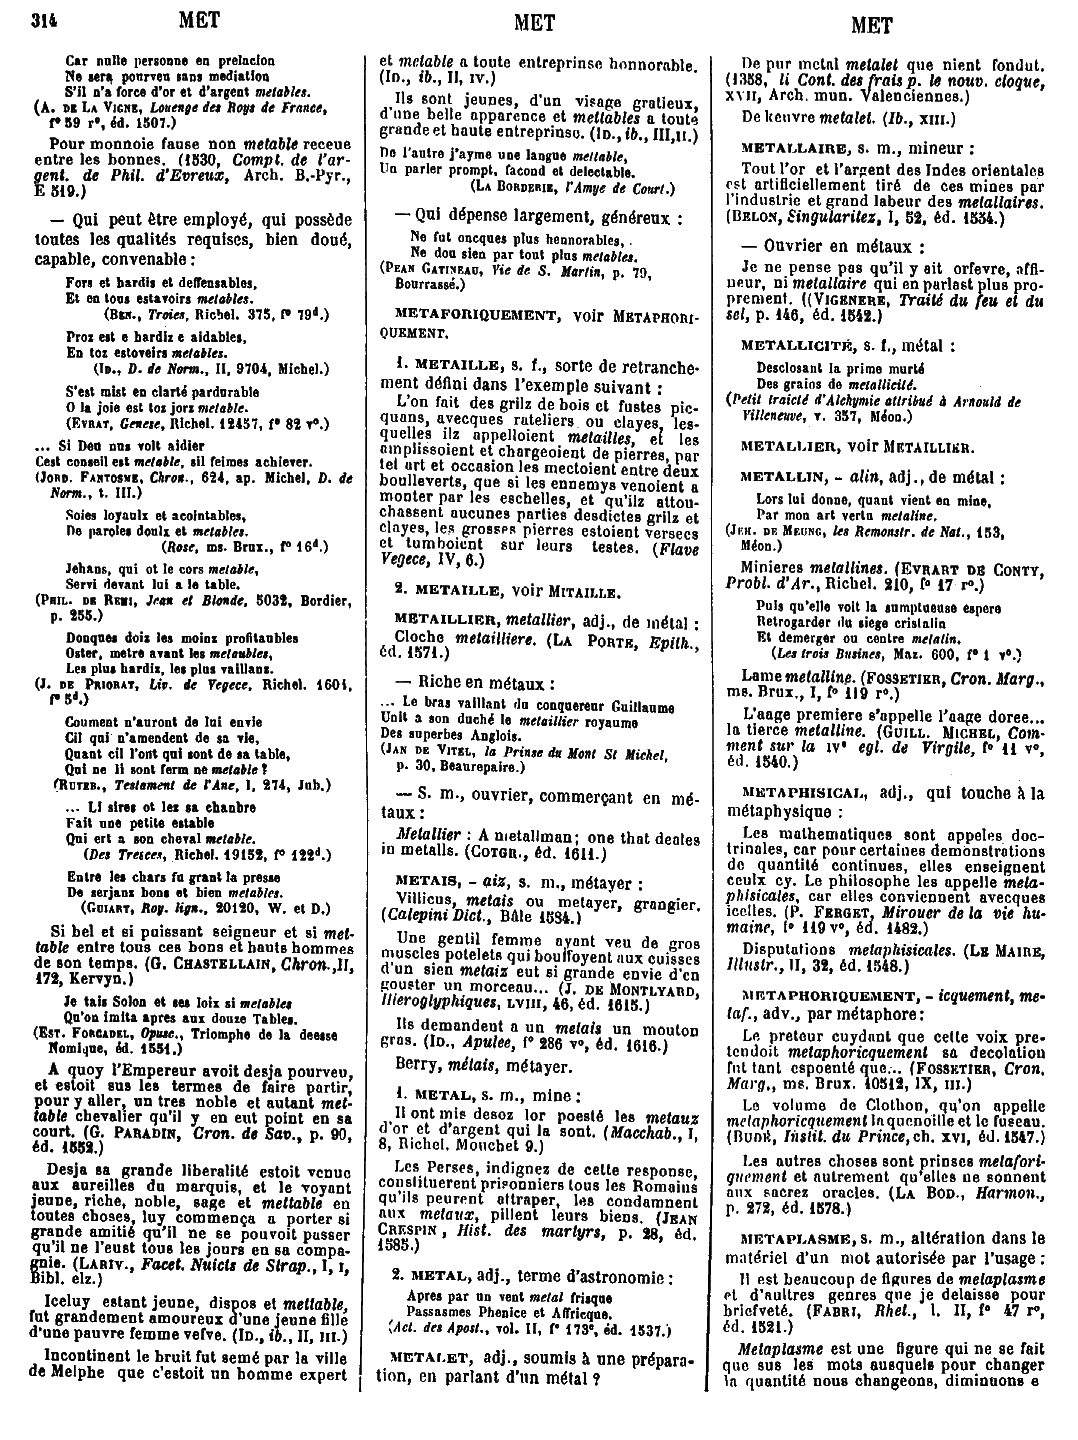 314 MET MET MET
Car nulle personne en prelacion
Ne sera pourveu sans mediation
S'il n'a force d'or et d'argent metables.
(A. DE LA VIGNE, Louenge des Roys de France,
f° 59 r°, éd. 1507.)
Pour monnoie fause non metable receue
entre les bonnes. (1530, Compt. de l'ar-
gent. de Phil. d'Evreux, Arch. B.-Pyr.,
E 519.)
— Qui peut être employé, qui possède
toutes les qualités requises, bien doué,
capable, convenable :
Fors et hardis et deffensables,
Et en tous estavoirs metables.
(BEN., Troies, Richel. 375, f° 79d.)
Proz est e hardiz e aidables,
En toz estoveirs metables.
(ID., D. de Norm., II, 9704, Michel.)
S'est mist en clarté pardurable
O la joie est toz jorz metable.
(EVRAT, Genese, Richel. 12457, f° 82 v°.)
... Si Deu nus volt aidier
Cest conseil est metable, sil feimes achiever.
(JORD. FANTOSME, Chron., 624, ap. Michel, D. de
Norm., t. III.)
Soies loyaulx et acointables,
De paroles doulx et metables.
(Rose, ms. Brux., f° 16d.)
Jehans, qui ot le cors metable,
Servi devant lui a le table.
(PHIL. DE REMI, Jean et Blonde, 5032, Bordier,
p. 255.)
Donques doiz les moinz profitaubles
Oster, metre avant les metaubles,
Les plus hardiz, les plus vaillanz.
(J. DE PRIORAT, Liv. de Vegece, Richel. 1604,
f° 5d.)
Coument n'auront de lui envie
Cil qui n'amendent de sa vie,
Quant cil l'ont qui sont de sa table,
Qui ne li sont ferm ne metable ?
(RUTEB., Testament de l'Ane, I, 274, Jub.)
... Li sires ot lez sa chanbre
Fait une petite estable
Qui ert a son cheval metable.
(Des Treces, Richel. 19152, f° 122d.)
Entre les chars fu grant la presse
De serjanz bons et bien metables.
(GUIART, Roy. lign., 20120, W. et D.)
Si bel et si puissant seigneur et si met-
table entre tous ces bons et hauts hommes
de son temps. (G. CHASTELLAIN, Chron., II,
172, Kervyn.)
Je tais Solon et ses loix si metables
Qu'on imita apres aux douze Tables.
(EST. FORCADEL, Opusc., Triomphe de la deesse
Nomique, éd. 1551.)
A quoy l'Empereur avoit desja pourveu,
et estoit sus les termes de faire partir,
pour y aller, un tres noble et autant met-
table chevalier qu'il y en eut point en sa
court. (G. PARADIN, Cron. de Sav., p. 90,
éd. 1552.)
Desja sa grande liberalité estoit venue
aux aureilles du marquis, et le voyant
jeune, riche, noble, sage et mettable en
toutes choses, luy commença a porter si
grande amitié qu'il ne se pouvoit passer
qu'il ne l'eust tous les jours en sa compa-
gnie. (LARIV., Facet. Nuicts de Strap., I, I,
Bibl. elz.)
Iceluy estant jeune, dispos et mettable,
fut grandement amoureux d'une jeune fille
d'une pauvre femme vefve. (ID., ib., II, III.)
Incontinent le bruit fut semé par la ville
de Melphe que c'estoit un homme expert
et metable a toute entreprinse honnorable.
(ID., ib., II, IV.)
Ils sont jeunes, d'un visage gratieux,
d'une belle apparence et mettables a toute
grande et haute entreprinse. (ID., ib., III, II.)
De l'autre j'ayme une langue mettable,
Un parler prompt, facond et delectable.
(LA BORDERIE, l'Amye de Court.)
— Qui dépense largement, généreux :
Ne fut oncques plus honnorables,
Ne dou sien par tout plus metables.
(PEAN GATINEAU, Vie de S. Martin, p. 79,
Bourrassé.)
METAFORIQUEMENT, voir METAPHORI-
QUEMENT.
1. METAILLE, s. f., sorte de retranche-
ment défini dans l'exemple suivant :
L'on fait des grilz de bois et fustes pic-
quans, avecques rateliers ou clayes, les-
quelles ilz appelloient metailles, et les
amplissoient et chargeoient de pierres, par
tel art et occasion les mectoient entre deux
boulleverts, que si les ennemys venoient a
monter par les eschelles, et qu'ilz attou-
chassent aucunes parties desdictes grilz et
clayes, les grosses pierres estoient versees
et tumboient sur leurs testes. (Flave
Vegece, IV, 6.)
2. METAILLE, voir MITAILLE.
METAILLIER, metallier, adj., de métal :
Cloche metailliere. (LA PORTE, Epith.,
éd. 1571.)
— Riche en métaux :
... Le bras vaillant du conquereur Guillaume
Unit a son duché le metaillier royaume
Des superbes Anglois.
(JAN DE VITEL, la Prinse du Mont St Michel,
p. 30, Beaurepaire.)
— S. m., ouvrier, commerçant en mé-
taux :
Metallier : A metallman; one that deales
in metalls. (COTGR., éd. 1611.)
METAIS, - aiz, s. m., métayer :
Villicus, metais ou metayer, grangier.
(Calepini Dict., Bâle 1584.)
Une gentil femme ayant veu de gros
muscles potelets qui bouffoyent aux cuisses
d'un sien metaiz eut si grande envie d'en
gouster un morceau... (J. DE MONTLYARD,
Hieroglyphiques, LVIII, 46, éd. 1615.)
Ils demandent a un metais un mouton
gras. (ID., Apulee, f° 286 v°, éd. 1616.)
Berry, métais, métayer.
1. METAL, s. m., mine :
Il ont mis desoz lor poesté les metauz
d'or et d'argent qui la sont. (Macchab., I,
8, Richel. Mouchet 9.)
Les Perses, indignez de cette response,
constituerent prisonniers tous les Romains
qu'ils peurent attraper, les condamnent
aux metaux, pillent leurs biens. (JEAN
CRESPIN, Hist. des martyrs, p. 28, éd.
1585.)
2. METAL, adj., terme d'astronomie :
Apres par un vent metal frisque
Passasmes Phenice et Affricque.
(Act. des Apost., vol. II, f° 173c, éd. 1537.)
METALET, adj., soumis à une prépara-
tion, en parlant d'un métal ?
De pur metal metalet que nient fondut.
(1358, li Cont. des frais p. le nouv. cloque,
XVII, Arch. mun. Valenciennes.)
De keuvre metalet. (Ib., XIII.)
METALLAIRE, s. m., mineur :
Tout l'or et l'argent des Indes orientales
est artificiellement tiré de ces mines par
l'industrie et grand labeur des metallaires.
(BELON, Singularitez, I, 52, éd. 1554.)
— Ouvrier en métaux :
Je ne pense pas qu'il y ait orfevre, affi-
neur, ni metallaire qui en parlast plus pro-
prement. ((VIGENERE, Traité du feu et du
sel, p. 146, éd. 1542.)
METALLICITÉ, s. f., métal :
Desclosant la prime murté
Des grains de metallicité.
(Petit traicté d'Alchymie attribué à Arnould de
Villeneuve, v. 357, Méon.)
METALLIER, voir METAILLIER.
METALLIN, - alin, adj., de métal :
Lors lui donne, quant vient en mine,
Par mon art vertu metaline.
(JEH. DE MEUNG, les Remonstr. de Nat., 153,
Méon.)
Minieres metallines. (EVRART DE CONTY,
Probl. d'Ar., Richel. 210, f° 17 r°.)
Puis qu'elle voit la sumptueuse espere
Retrogarder du siege cristalin
Et demerger ou centre metalin.
(Les trois Busines, Maz. 600, f° 1 v°.)
Lame metalline. (FOSSETIER, Cron. Marg.,
ms. Brux., I, f° 119 r°.)
L'aage premiere s'appelle l'aage doree...
la tierce metalline. (GUILL. MICHEL, Com-
ment sur la IVe egl. de Virgile, f° 11 v°,
éd. 1540.)
METAPHISICAL, adj., qui touche à la
métaphysique :
Les mathematiques sont appeles doc-
trinales, car pour certaines demonstrations
de quantité continues, elles enseignent
ceulx cy. Le philosophe les appelle meta-
phisicales, car elles conviennent avecques
icelles. (P. FERGET, Mirouer de la vie hu-
maine, f° 119 v°, éd. 1482.)
Disputations metaphisicales. (LE MAIRE,
Illustr., II, 32, éd. 1548.)
METAPHORIQUEMENT, - icquement, me-
taf., adv., par métaphore :
Le preteur cuydant que cette voix pre-
tendoit metaphoricquement sa decolation
fut tant espoenté que... (FOSSETIER, Cron.
Marg., ms. Brux. 10512, IX, III.)
Le volume de Clothon, qu'on appelle
metaphoricquement la quenoille et le fuseau.
(BUDÉ, Instit. du Prince, ch. XVI, éd. 1547.)
Les autres choses sont prinses metafori-
quement et autrement qu'elles ne sonnent
aux sacrez oracles. (LA BOD., Harmon.,
p. 272, éd. 1578.)
METAPLASME, s. m., altération dans le
matériel d'un mot autorisée par l'usage :
Il est beaucoup de figures de metaplasme
et d'aultres genres que je delaisse pour
briefveté. (FABRI, Rhet., l. II, f° 47 r°,
éd. 1521.)
Metaplasme est une figure qui ne se fait
que sus les mots ausquels pour changer
la quantité nous changeons, diminuons e